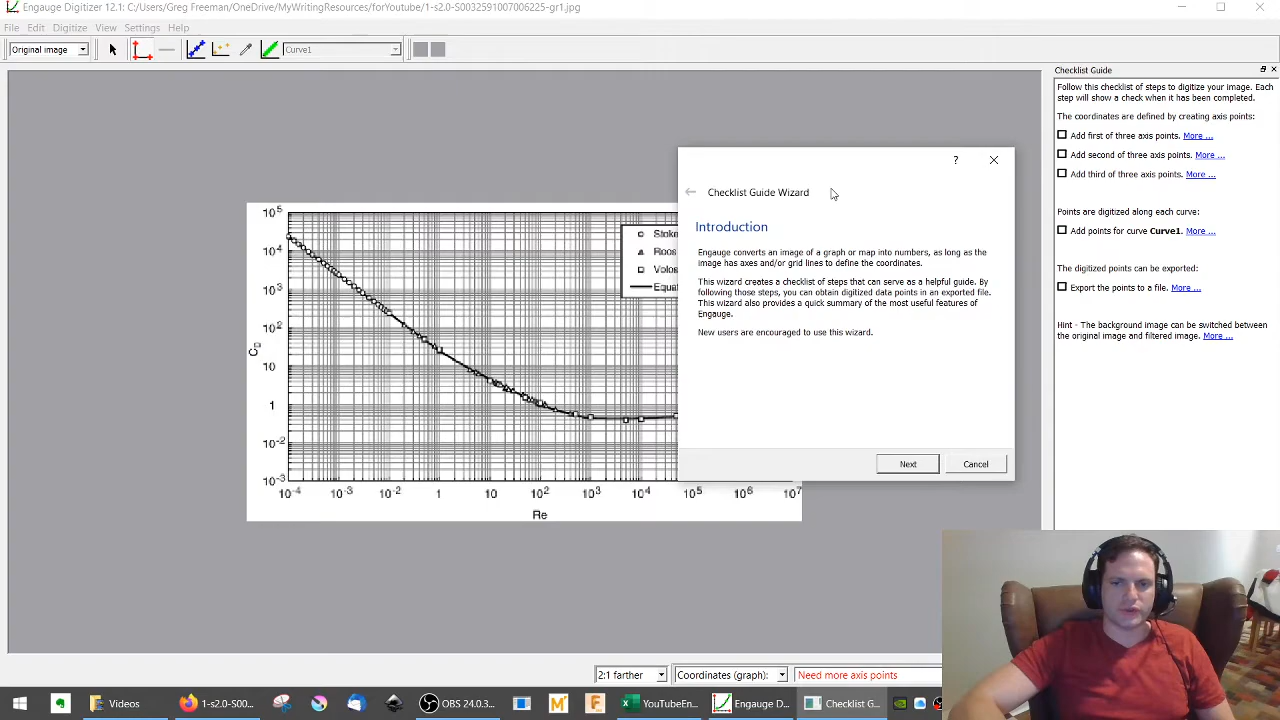 Engauge Digitizer 12.1: C:/Users/Greg Freeman/OneDrive/MyWritingResources/forYoutube/1-s2.0-S0032591007006225-gr1.jpg
File Edit Digitize View Settings Help
Original image
Curve1
Checklist Guide
Follow this checklist of steps to digitize your image. Each
step will show a check when it has been completed.
The coordinates are defined by creating axis points:
Add first of three axis points. More ...
Add second of three axis points. More ...
Add third of three axis points. More ...
Points are digitized along each curve:
Add points for curve Curve1. More ...
The digitized points can be exported:
Export the points to a file. More ...
Hint - The background image can be switched between
the original image and filtered image. More ...
?
Checklist Guide Wizard
Introduction
Engauge converts an image of a graph or map into numbers, as long as the
image has axes and/or grid lines to define the coordinates.
This wizard creates a checklist of steps that can serve as a helpful guide. By
following those steps, you can obtain digitized data points in an exported file.
This wizard also provides a quick summary of the most useful features of
Engauge.
New users are encouraged to use this wizard.
Next Cancel
10^5
10^4
10^3
10^2
10
1
10^-2
10^-3
10^-4 10^-3 10^-2 1 10 10^2 10^3 10^4 10^5 10^6 10^7
Re
2:1 farther
Coordinates (graph):
Need more axis points
Videos
1-s2.0-S00...
OBS 24.0.3...
YouTubeEn...
Engauge D...
Checklist G...